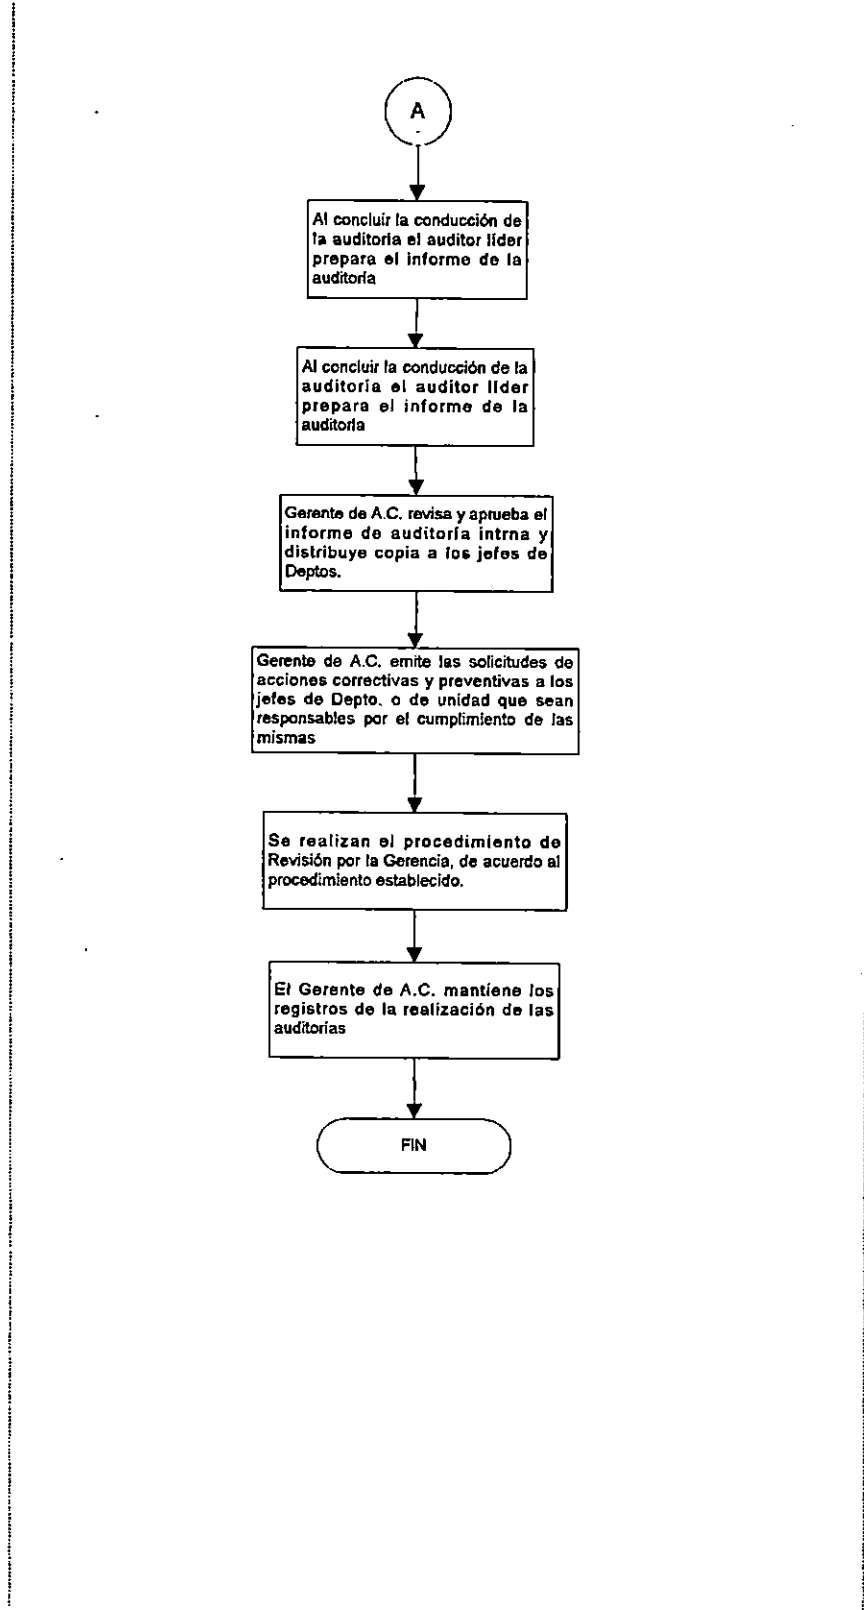 A
Al concluir la conducción de
la auditoria el auditor líder
prepara el informe de la
auditoría
Al concluir la conducción de la
auditoría el auditor líder
prepara el informe de la
auditoría
Gerente de A.C. revisa y aprueba el
informe de auditoría intrna y
distribuye copia a los jefes de
Deptos.
Gerente de A.C. emite las solicitudes de
acciones correctivas y preventivas a los
jefes de Depto. o de unidad que sean
responsables por el cumplimiento de las
mismas
Se realizan el procedimiento de
Revisión por la Gerencia, de acuerdo al
procedimiento establecido.
El Gerente de A.C. mantiene los
registros de la realización de las
auditorías
FIN